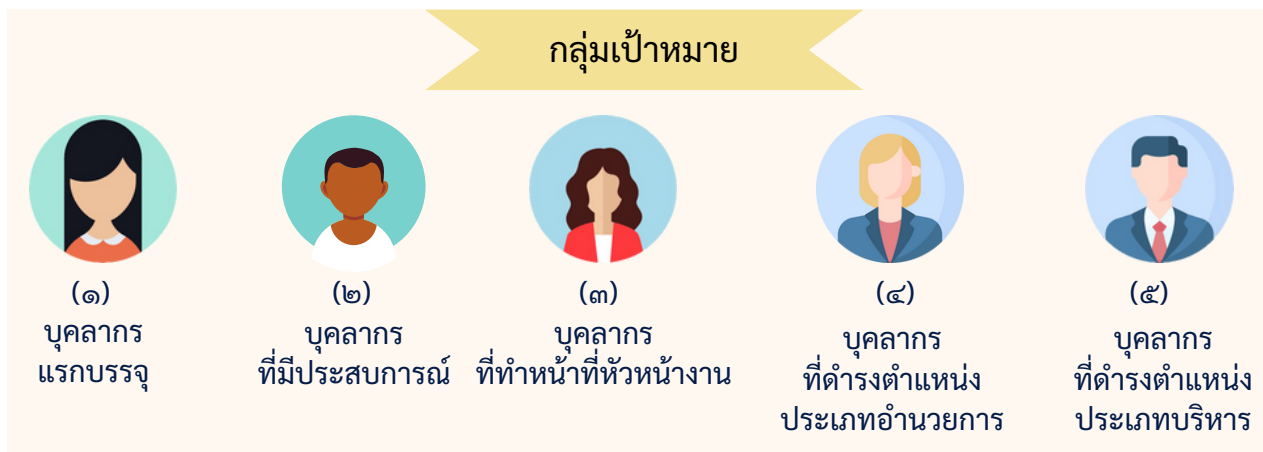 กลุ่มเป้าหมาย
(๑)
บุคลากร
แรกบรรจุ
(๒)
บุคลากร
ที่มีประสบการณ์
(๓)
บุคลากร
ที่ทำหน้าที่หัวหน้างาน
(๔)
บุคลากร
ที่ดำรงตำแหน่ง
ประเภทอำนวยการ
(๕)
บุคลากร
ที่ดำรงตำแหน่ง
ประเภทบริหาร